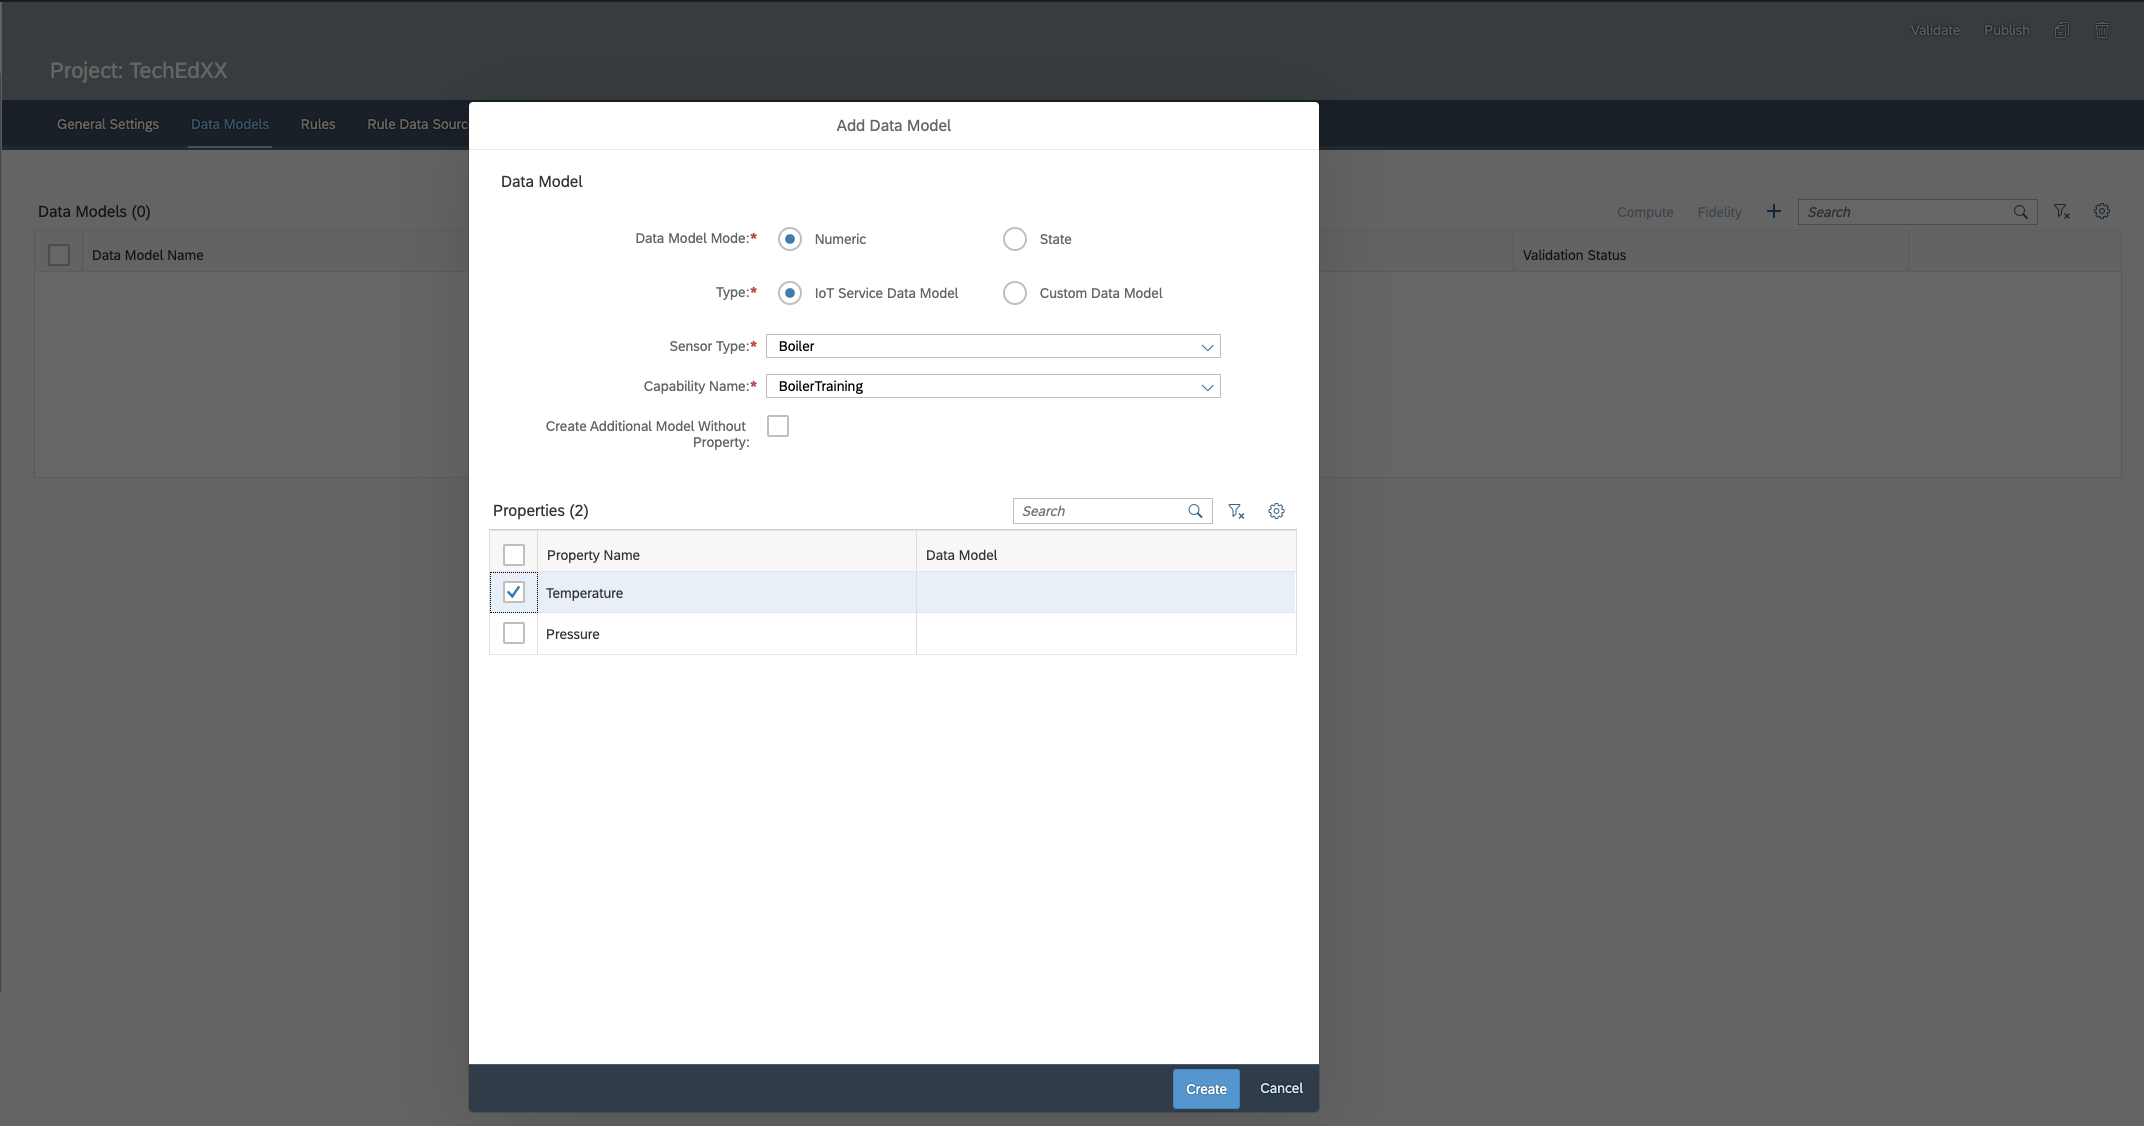 Validate Publish
Project: TechEdXX
General Settings Data Models Rules Rule Data Sourc
Add Data Model
Data Model
Data Models (0)
Compute Fidelity Search
Data Model Name Validation Status
Data Model Mode:* Numeric State
Type:* IoT Service Data Model Custom Data Model
Sensor Type:* Boiler
Capability Name:* BoilerTraining
Create Additional Model Without
Property:
Properties (2) Search
Property Name Data Model
Temperature
Pressure
Create Cancel